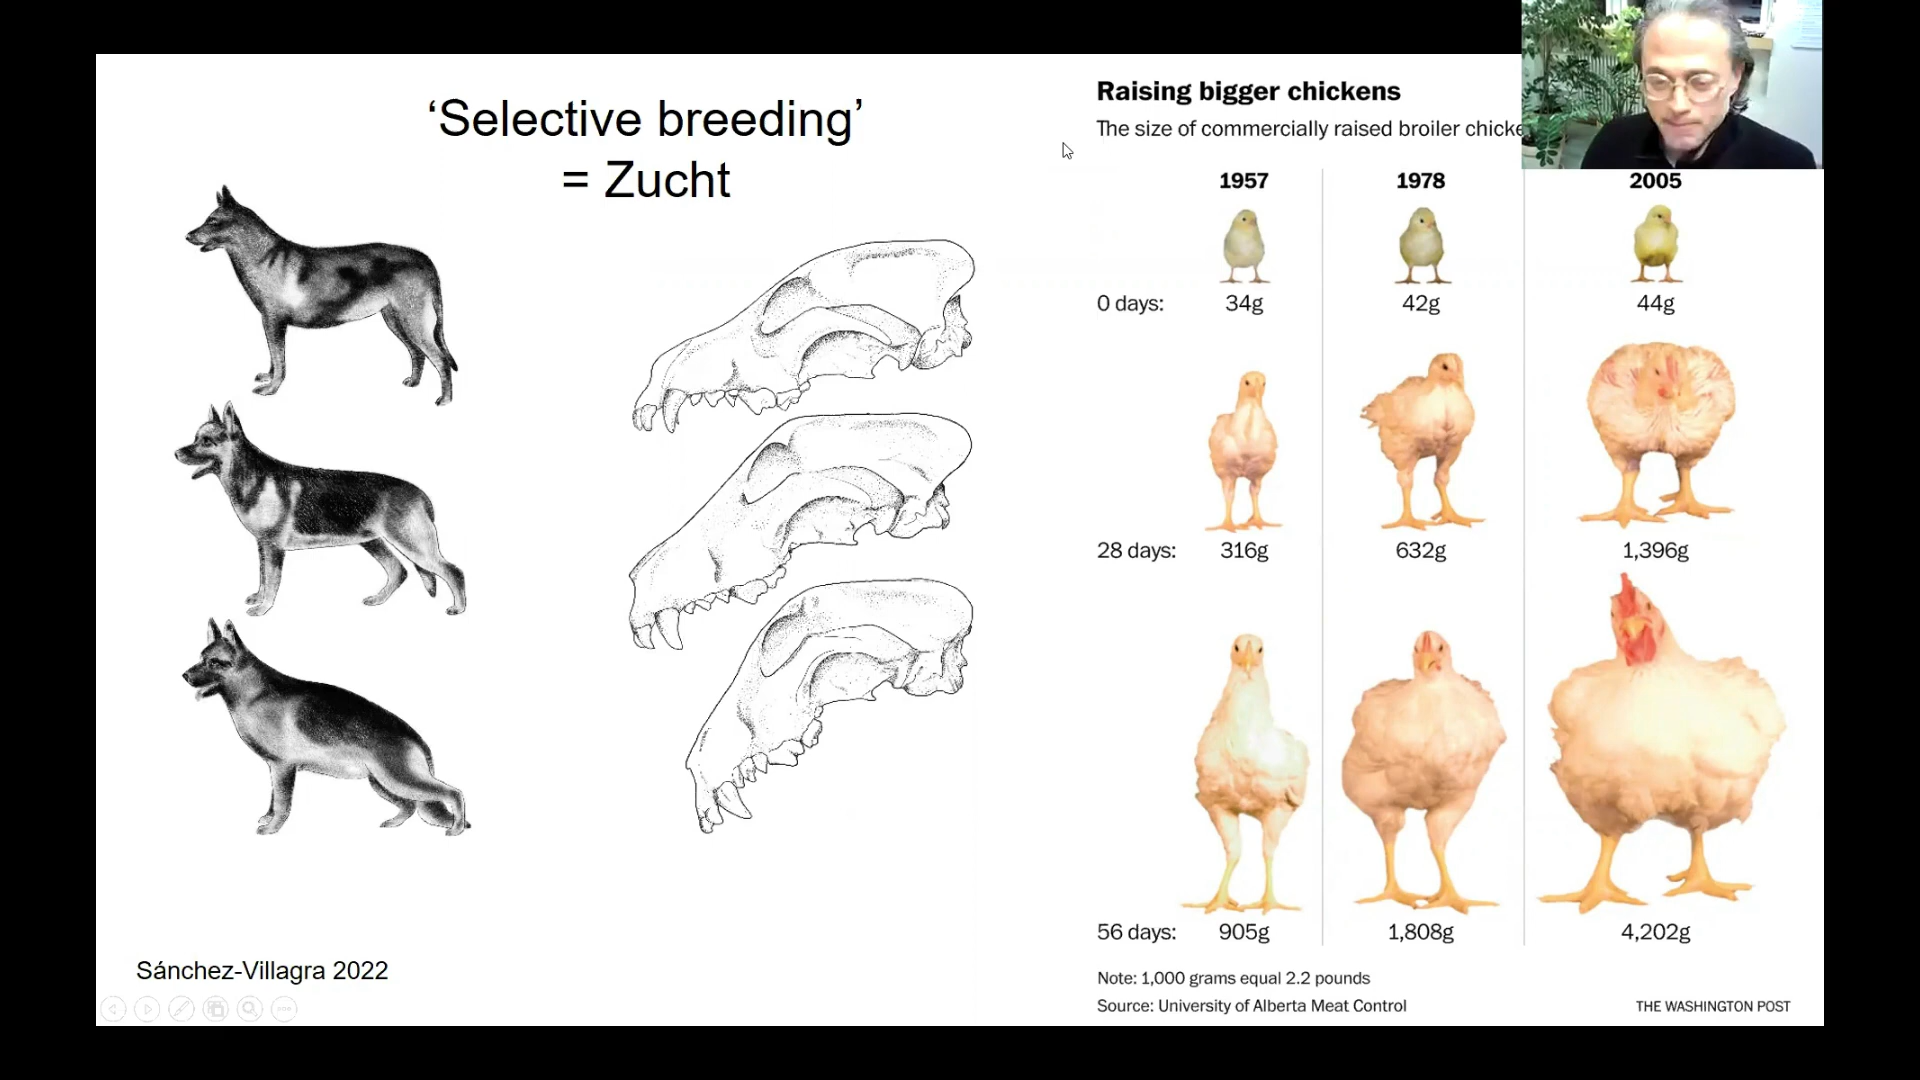 ‘Selective breeding’
= Zucht
Sánchez-Villagra 2022
Raising bigger chickens
The size of commercially raised broiler
1957 1978 2005
0 days: 34g 42g 44g
28 days: 316g 632g 1,396g
56 days: 905g 1,808g 4,202g
Note: 1,000 grams equal 2.2 pounds
Source: University of Alberta Meat Control
THE WASHINGTON POST